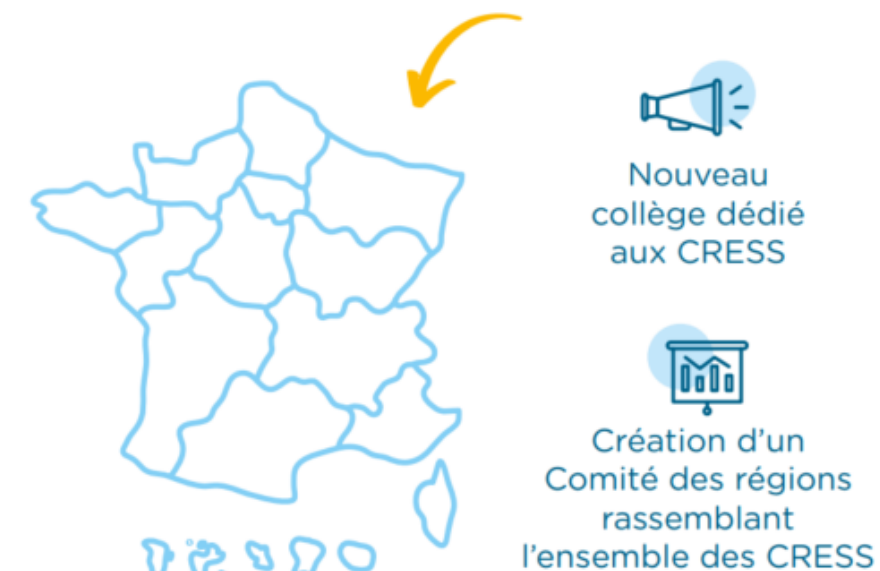 Nouveau
collège dédié
aux CRESS
Création d’un
Comité des régions
rassemblant
l’ensemble des CRESS